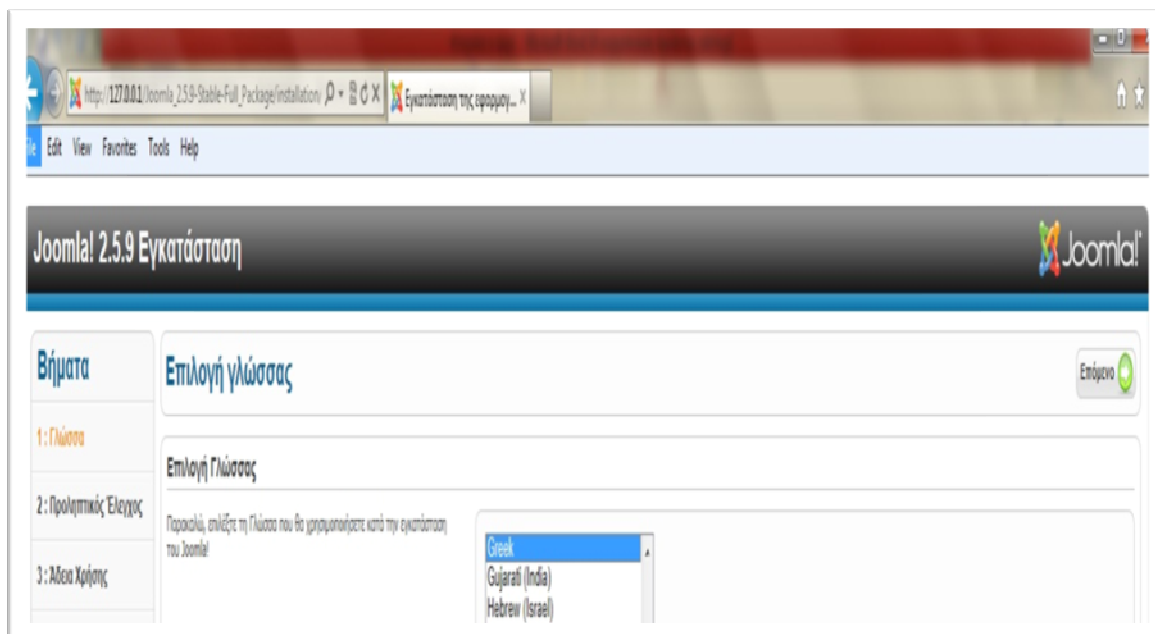 http://127.0.0.1/Joomla_2.5.9-Stable-Full_Package/installation/
Εγκατάσταση της εφαρμογ...
File Edit View Favorites Tools Help
Joomla! 2.5.9 Εγκατάσταση
Joomla!
Βήματα
Επιλογή γλώσσας
Επόμενο
1 : Γλώσσα
Επιλογή Γλώσσας
2 : Προληπτικός Έλεγχος
Παρακαλώ, επιλέξτε τη Γλώσσα που θα χρησιμοποιήσετε κατά την εγκατάσταση
του Joomla!
3 : Άδεια Χρήσης
Greek
Gujarati (India)
Hebrew (Israel)